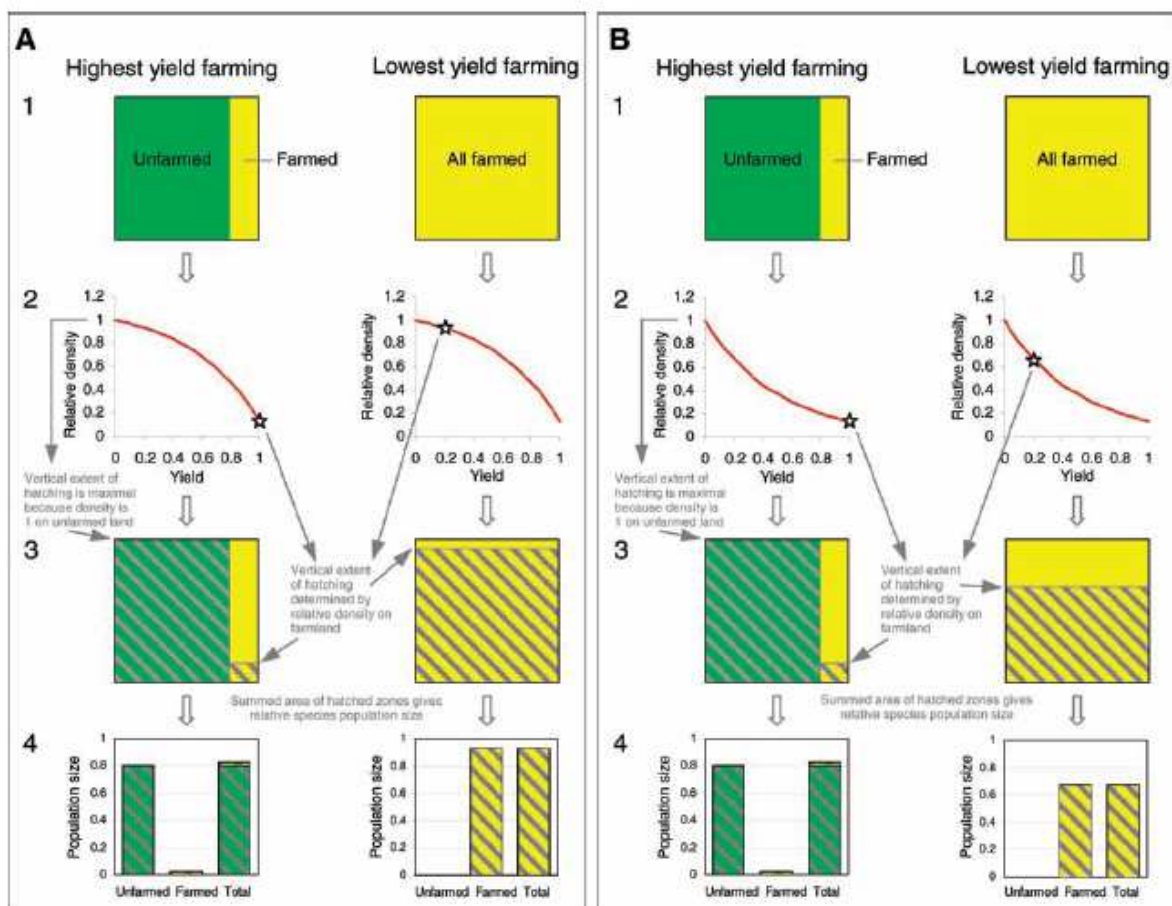 A
Highest yield farming
Lowest yield farming
1
Unfarmed
Farmed
All farmed
2
Relative density
1.2
1
0.8
0.6
0.4
0.2
0
0 0.2 0.4 0.6 0.8 1
Yield
Relative density
1.2
1
0.8
0.6
0.4
0.2
0
0 0.2 0.4 0.6 0.8 1
Yield
Vertical extent of
hatching is maximal
because density is
1 on unfarmed land
3
Vertical extent
of hatching
determined by
relative density on
farmland
Summed area of hatched zones gives
relative species population size
4
Population size
1
0.8
0.6
0.4
0.2
0
Unfarmed Farmed Total
Population size
1
0.8
0.6
0.4
0.2
0
Unfarmed Farmed Total
B
Highest yield farming
Lowest yield farming
1
Unfarmed
Farmed
All farmed
2
Relative density
1.2
1
0.8
0.6
0.4
0.2
0
0 0.2 0.4 0.6 0.8 1
Yield
Relative density
1.2
1
0.8
0.6
0.4
0.2
0
0 0.2 0.4 0.6 0.8 1
Yield
Vertical extent of
hatching is maximal
because density is
1 on unfarmed land
3
Vertical extent
of hatching
determined by
relative density on
farmland
Summed area of hatched zones gives
relative species population size
4
Population size
1
0.8
0.6
0.4
0.2
0
Unfarmed Farmed Total
Population size
1
0.8
0.6
0.4
0.2
0
Unfarmed Farmed Total